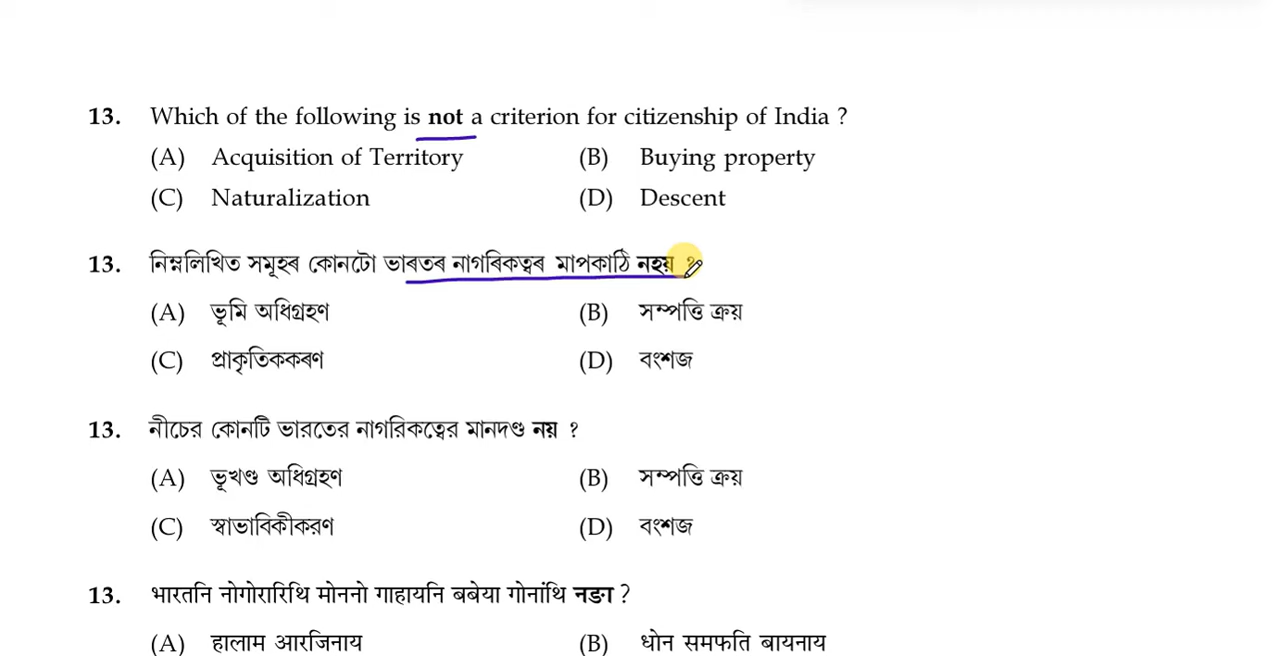 13. Which of the following is not a criterion for citizenship of India ?
(A) Acquisition of Territory (B) Buying property
(C) Naturalization (D) Descent
13. নিম্নলিখিত সমূহৰ কোনটো ভাৰতৰ নাগৰিকত্বৰ মাপকাঠি নহয় ?
(A) ভূমি অধিগ্ৰহণ (B) সম্পত্তি ক্ৰয়
(C) প্ৰাকৃতিককৰণ (D) বংশজ
13. নীচের কোনটি ভারতের নাগরিকত্বের মানদণ্ড নয় ?
(A) ভূখণ্ড অধিগ্রহণ (B) সম্পত্তি ক্রয়
(C) স্বাভাবিকীকরণ (D) বংশজ
13. भारतनि नोगोरारिथि मोननो गाहायनि बबेया गोनांथि नङा ?
(A) हालाम आरजिनाय (B) धोन समफति बायनाय